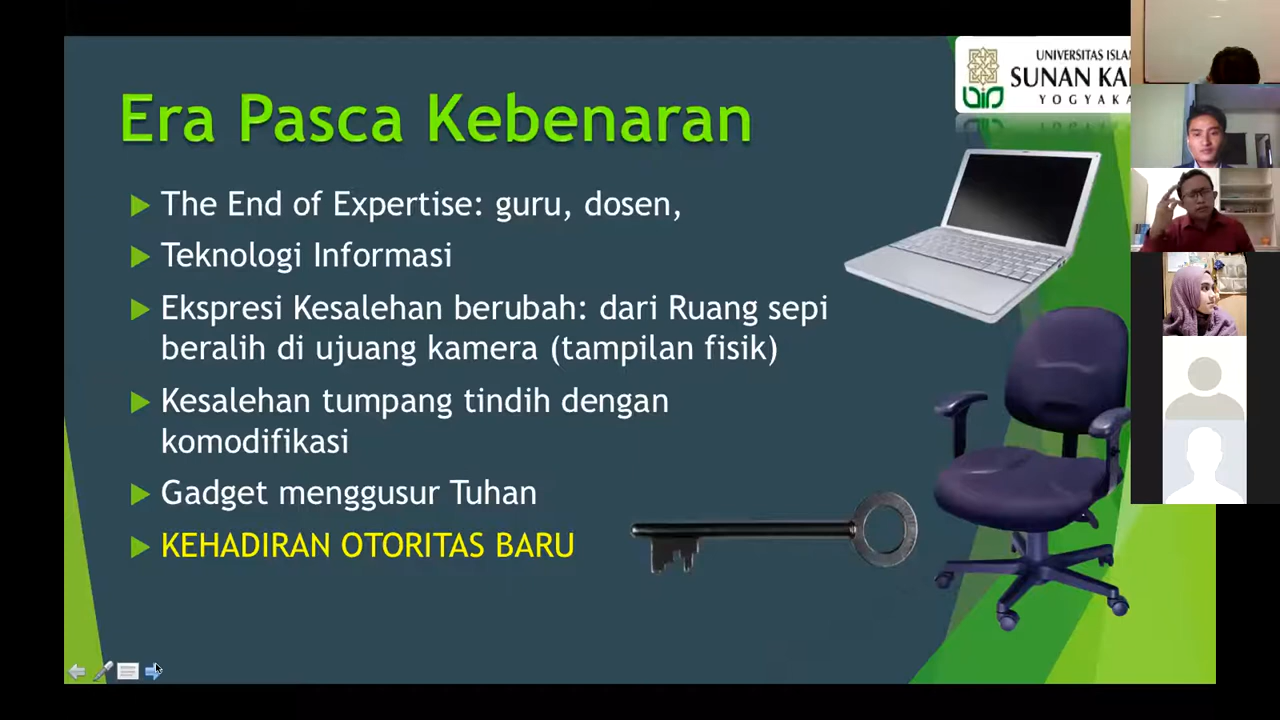 Era Pasca Kebenaran
The End of Expertise: guru, dosen,
Teknologi Informasi
Ekspresi Kesalehan berubah: dari Ruang sepi
beralih di ujuang kamera (tampilan fisik)
Kesalehan tumpang tindih dengan
komodifikasi
Gadget menggusur Tuhan
KEHADIRAN OTORITAS BARU
UNIVERSITAS ISLA
SUNAN KA
YOGYAKA